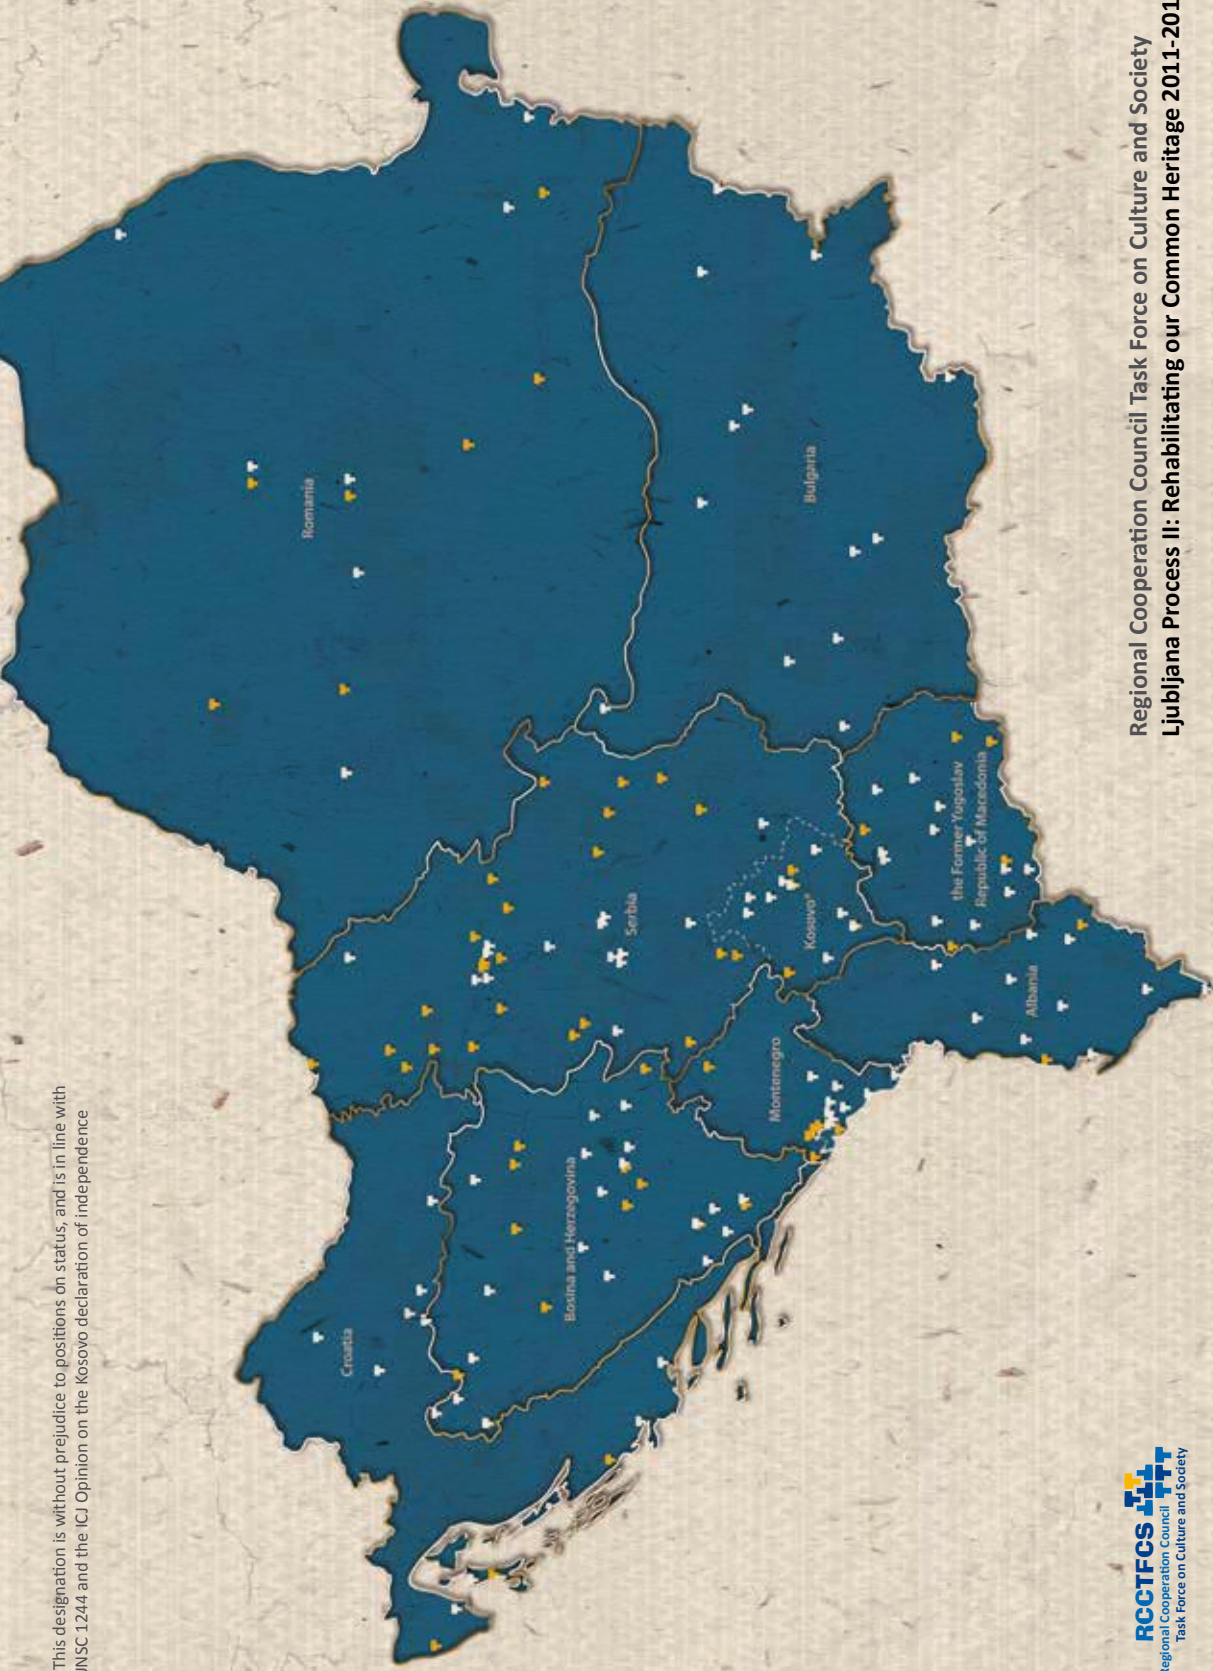 This designation is without prejudice to positions on status, and is in line with
UNSC 1244 and the ICJ Opinion on the Kosovo declaration of independence
Romania
Croatia
Bosina and Herzegovina
Serbia
Montenegro
Kosovo*
Bulgaria
the Former Yugoslav
Republic of Macedonia
Albania
RCCTFCS
Regional Cooperation Council
Task Force on Culture and Society
Regional Cooperation Council Task Force on Culture and Society
Ljubljana Process II: Rehabilitating our Common Heritage 2011-201